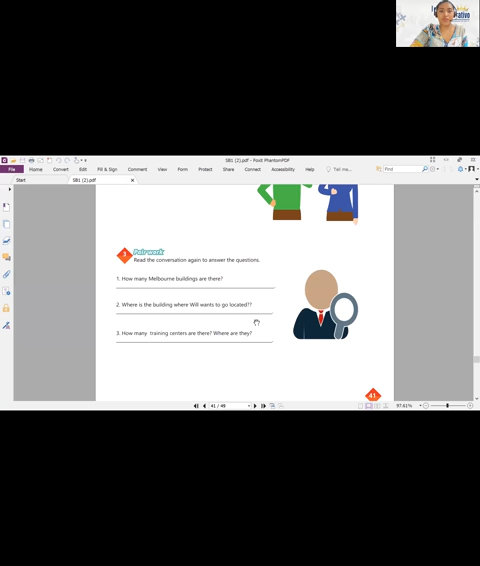 SB1 (2).pdf - Foxit PhantomPDF
File
Home
Convert
Edit
Fill & Sign
Comment
View
Form
Protect
Share
Connect
Accessibility
Help
Tell me...
Find
Start
SB1 (2).pdf
3
Pair work
Read the conversation again to answer the questions.
1. How many Melbourne buildings are there?
2. Where is the building where Will wants to go located??
3. How many training centers are there? Where are they?
41
41 / 49
97.61%